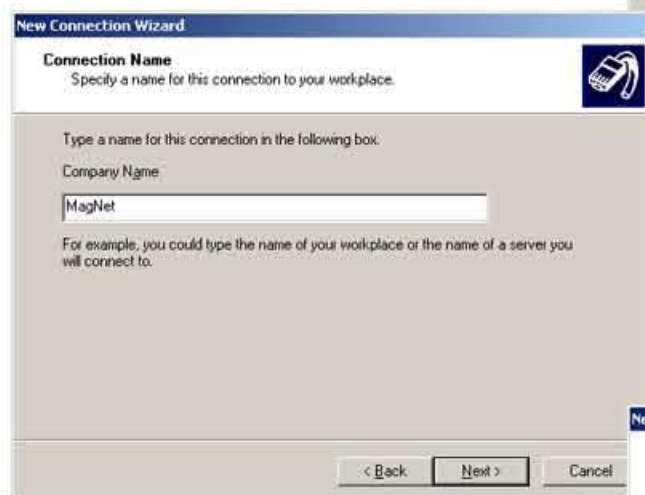 New Connection Wizard
Connection Name
Specify a name for this connection to your workplace.
Type a name for this connection in the following box.
Company Name
MagNet
For example, you could type the name of your workplace or the name of a server you
will connect to.
Ne
< Back Next > Cancel